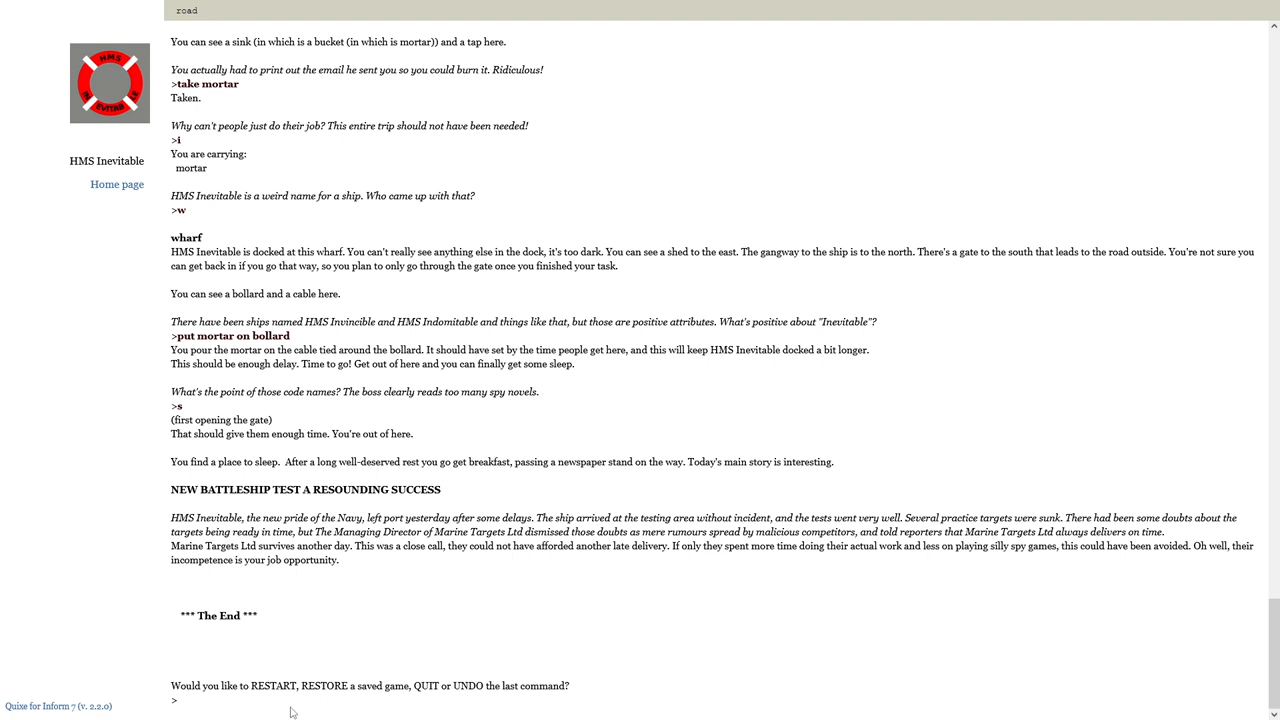 road
HMS
INEVITABLE
HMS Inevitable
Home page
You can see a sink (in which is a bucket (in which is mortar)) and a tap here.
You actually had to print out the email he sent you so you could burn it. Ridiculous!
>take mortar
Taken.
Why can't people just do their job? This entire trip should not have been needed!
>i
You are carrying:
mortar
HMS Inevitable is a weird name for a ship. Who came up with that?
>w
wharf
HMS Inevitable is docked at this wharf. You can't really see anything else in the dock, it's too dark. You can see a shed to the east. The gangway to the ship is to the north. There's a gate to the south that leads to the road outside. You're not sure you
can get back in if you go that way, so you plan to only go through the gate once you finished your task.
You can see a bollard and a cable here.
There have been ships named HMS Invincible and HMS Indomitable and things like that, but those are positive attributes. What's positive about "Inevitable"?
>put mortar on bollard
You pour the mortar on the cable tied around the bollard. It should have set by the time people get here, and this will keep HMS Inevitable docked a bit longer.
This should be enough delay. Time to go! Get out of here and you can finally get some sleep.
What's the point of those code names? The boss clearly reads too many spy novels.
>s
(first opening the gate)
That should give them enough time. You're out of here.
You find a place to sleep.  After a long well-deserved rest you go get breakfast, passing a newspaper stand on the way. Today's main story is interesting.
NEW BATTLESHIP TEST A RESOUNDING SUCCESS
HMS Inevitable, the new pride of the Navy, left port yesterday after some delays. The ship arrived at the testing area without incident, and the tests went very well. Several practice targets were sunk. There had been some doubts about the
targets being ready in time, but The Managing Director of Marine Targets Ltd dismissed those doubts as mere rumours spread by malicious competitors, and told reporters that Marine Targets Ltd always delivers on time.
Marine Targets Ltd survives another day. This was a close call, they could not have afforded another late delivery. If only they spent more time doing their actual work and less on playing silly spy games, this could have been avoided. Oh well, their
incompetence is your job opportunity.
*** The End ***
Would you like to RESTART, RESTORE a saved game, QUIT or UNDO the last command?
>
Quixe for Inform 7 (v. 2.2.0)